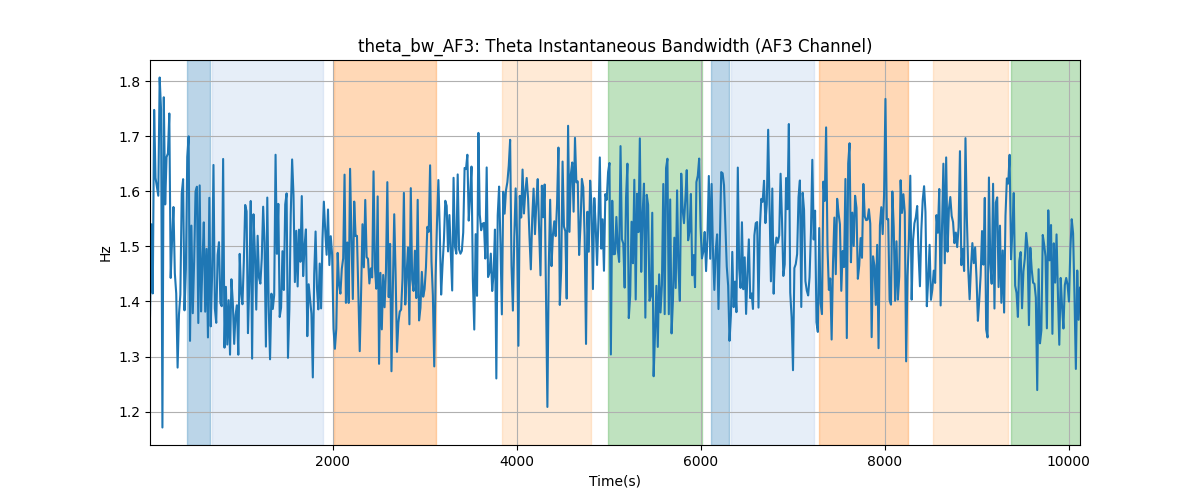 theta_bw_AF3: Theta Instantaneous Bandwidth (AF3 Channel)
1.8
1.7
1.6
1.5
1.4
1.3
1.2
Hz
2000 4000 6000 8000 10000
Time(s)